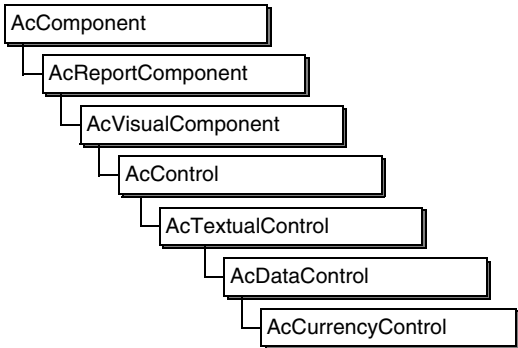 AcComponent
AcReportComponent
AcVisualComponent
AcControl
AcTextualControl
AcDataControl
AcCurrencyControl